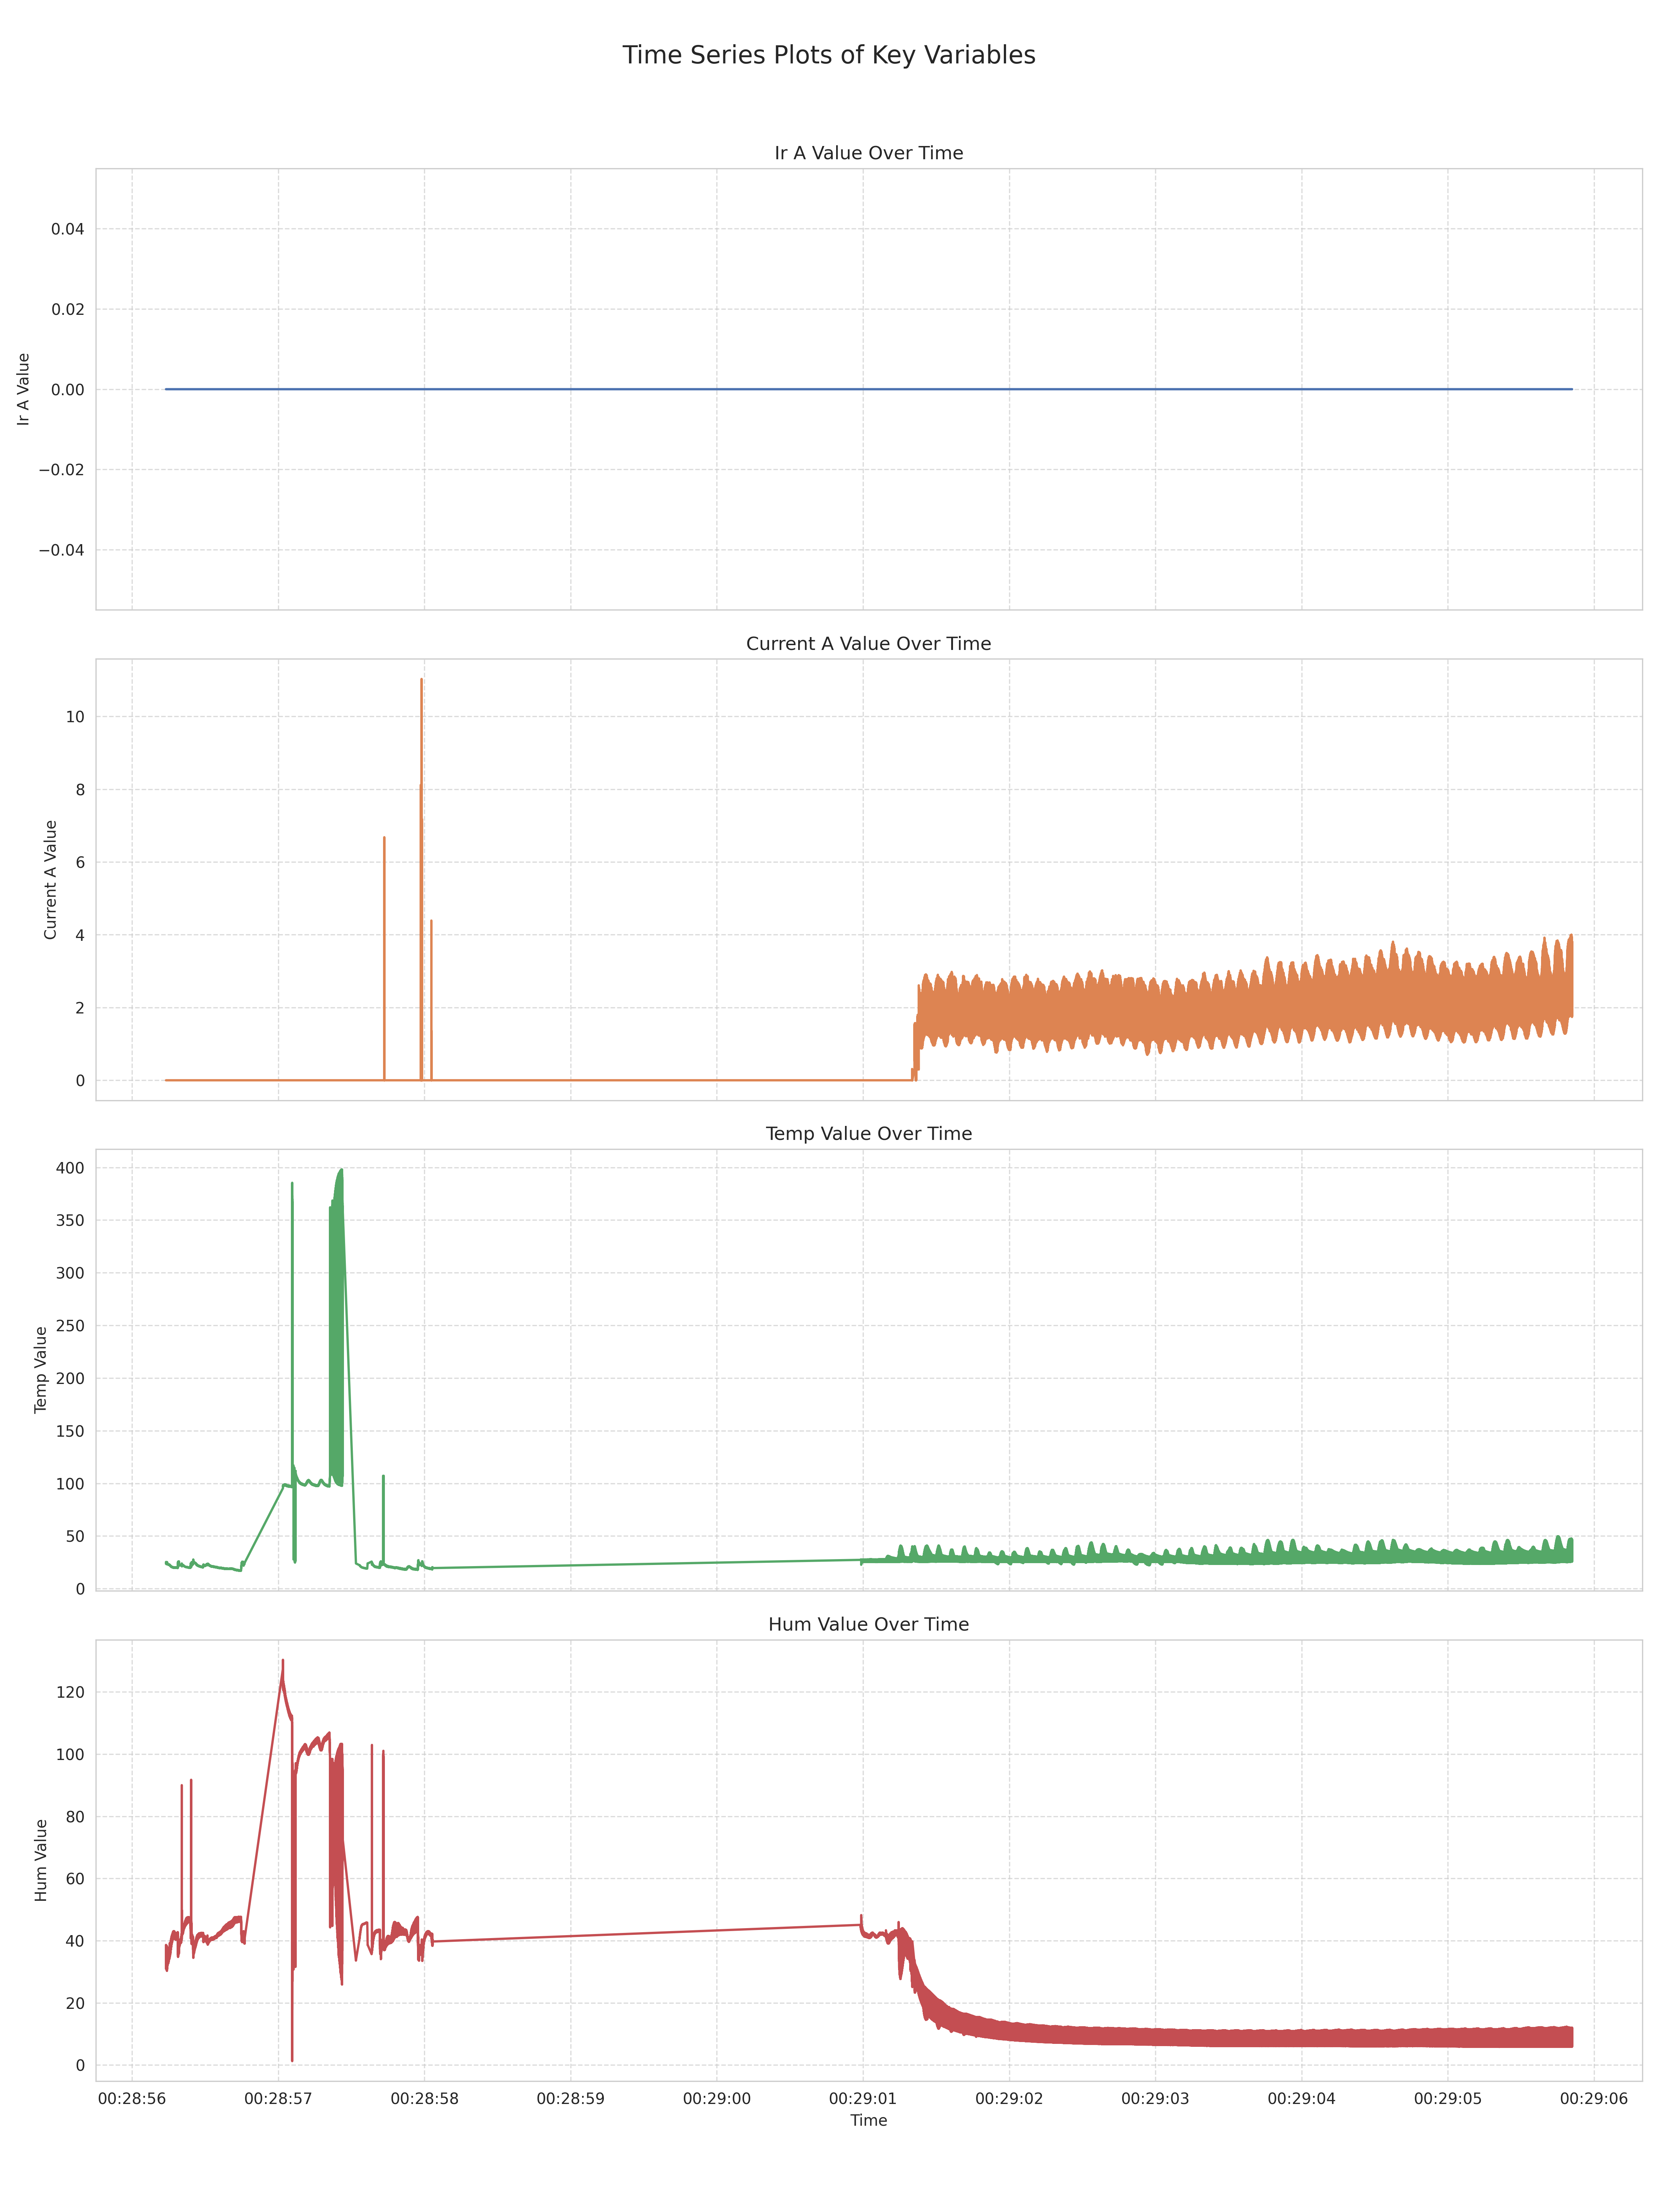 Time Series Plots of Key Variables
Ir A Value Over Time
0.04
0.02
0.00
−0.02
−0.04
Ir A Value
Current A Value Over Time
10
8
6
4
2
0
Current A Value
Temp Value Over Time
400
350
300
250
200
150
100
50
0
Temp Value
Hum Value Over Time
120
100
80
60
40
20
0
Hum Value
00:28:56 00:28:57 00:28:58 00:28:59 00:29:00 00:29:01 00:29:02 00:29:03 00:29:04 00:29:05 00:29:06
Time